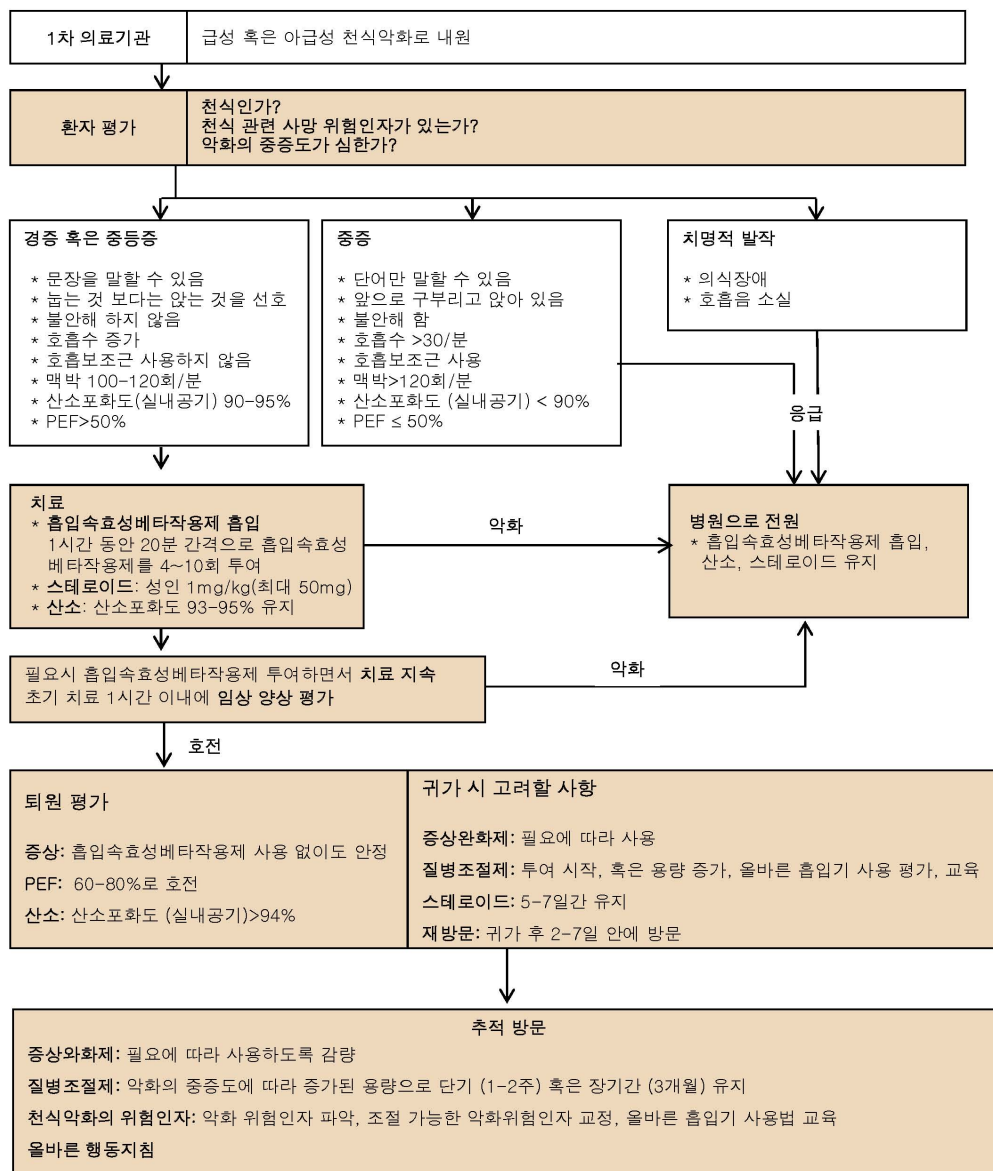 1차 의료기관
급성 혹은 아급성 천식악화로 내원
환자 평가
천식인가?
천식 관련 사망 위험인자가 있는가?
악화의 중증도가 심한가?
경증 혹은 중등증
* 문장을 말할 수 있음
* 눕는 것 보다는 앉는 것을 선호
* 불안해 하지 않음
* 호흡수 증가
* 호흡보조근 사용하지 않음
* 맥박 100-120회/분
* 산소포화도(실내공기) 90-95%
* PEF>50%
중증
* 단어만 말할 수 있음
* 앞으로 구부리고 앉아 있음
* 불안해 함
* 호흡수 >30/분
* 호흡보조근 사용
* 맥박>120회/분
* 산소포화도 (실내공기) < 90%
* PEF ≤ 50%
치명적 발작
* 의식장애
* 호흡음 소실
응급
치료
* 흡입속효성베타작용제 흡입
1시간 동안 20분 간격으로 흡입속효성
베타작용제를 4~10회 투여
* 스테로이드: 성인 1mg/kg(최대 50mg)
* 산소: 산소포화도 93-95% 유지
악화
병원으로 전원
* 흡입속효성베타작용제 흡입,
산소, 스테로이드 유지
필요시 흡입속효성베타작용제 투여하면서 치료 지속
초기 치료 1시간 이내에 임상 양상 평가
악화
호전
퇴원 평가
증상: 흡입속효성베타작용제 사용 없이도 안정
PEF: 60-80%로 호전
산소: 산소포화도 (실내공기)>94%
귀가 시 고려할 사항
증상완화제: 필요에 따라 사용
질병조절제: 투여 시작, 혹은 용량 증가, 올바른 흡입기 사용 평가, 교육
스테로이드: 5-7일간 유지
재방문: 귀가 후 2-7일 안에 방문
추적 방문
증상와화제: 필요에 따라 사용하도록 감량
질병조절제: 악화의 중증도에 따라 증가된 용량으로 단기 (1-2주) 혹은 장기간 (3개월) 유지
천식악화의 위험인자: 악화 위험인자 파악, 조절 가능한 악화위험인자 교정, 올바른 흡입기 사용법 교육
올바른 행동지침